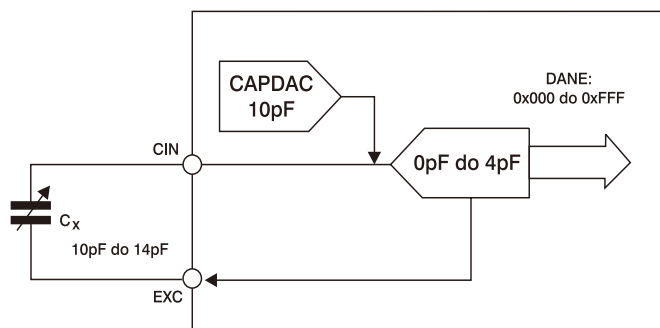 CAPDAC
10pF
DANE:
0x000 do 0xFFF
CIN
0pF do 4pF
CX
10pF do 14pF
EXC